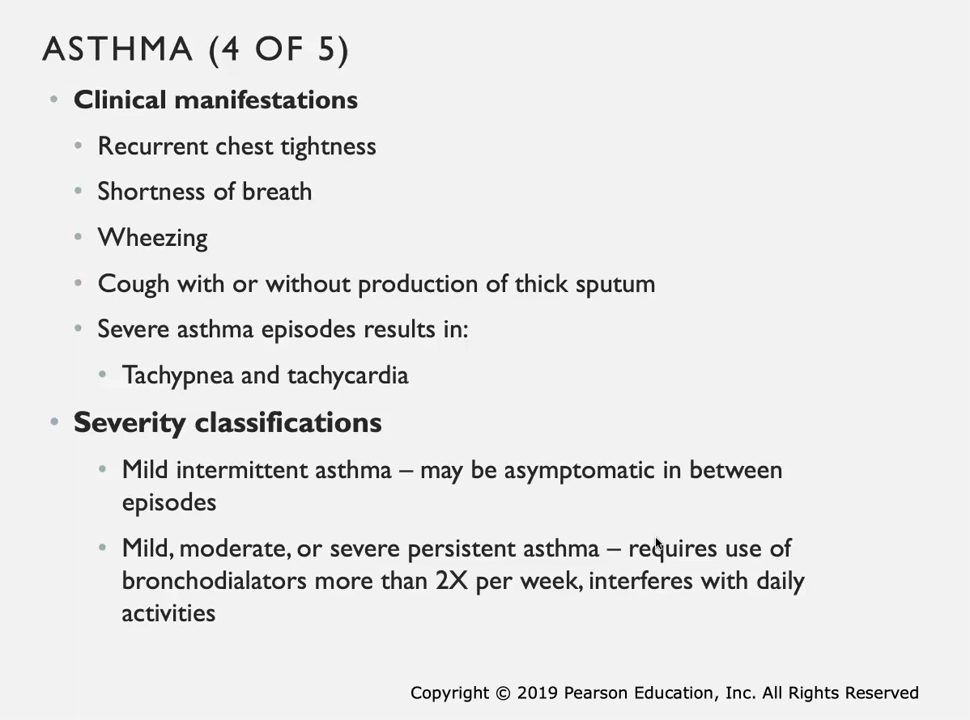 ASTHMA (4 OF 5)
• Clinical manifestations
• Recurrent chest tightness
• Shortness of breath
• Wheezing
• Cough with or without production of thick sputum
• Severe asthma episodes results in:
• Tachypnea and tachycardia
• Severity classifications
• Mild intermittent asthma – may be asymptomatic in between
episodes
• Mild, moderate, or severe persistent asthma – requires use of
bronchodialators more than 2X per week, interferes with daily
activities
Copyright © 2019 Pearson Education, Inc. All Rights Reserved